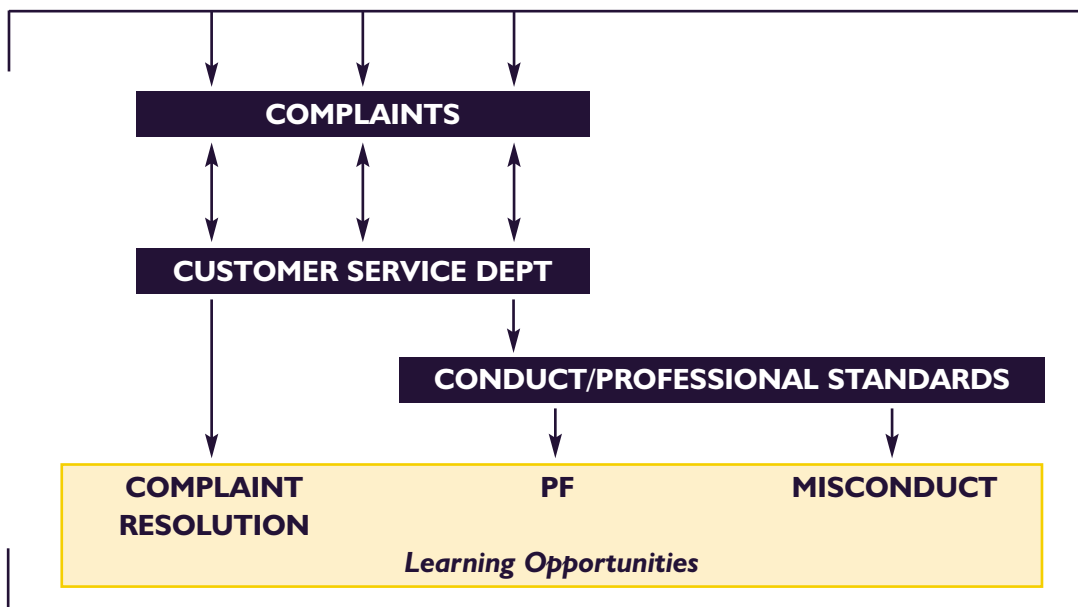 COMPLAINTS
CUSTOMER SERVICE DEPT
CONDUCT/PROFESSIONAL STANDARDS
COMPLAINT
RESOLUTION
PF
MISCONDUCT
Learning Opportunities